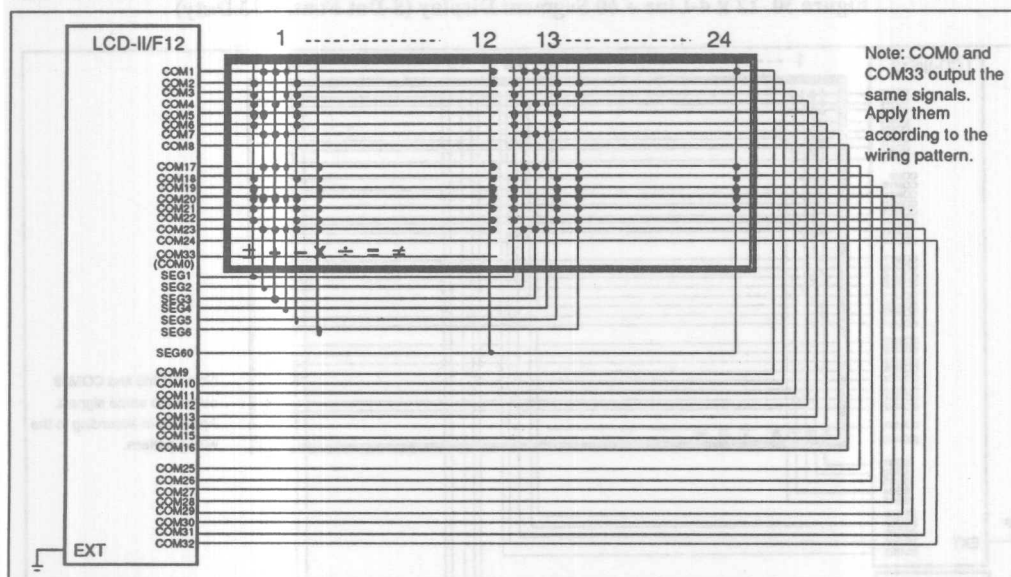 LCD-II/F12
1
12
13
24
Note: COM0 and
COM33 output the
same signals.
Apply them
according to the
wiring pattern.
COM1
COM2
COM3
COM4
COM5
COM6
COM7
COM8
COM17
COM18
COM19
COM20
COM21
COM22
COM23
COM24
COM33
(COM0)
SEG1
SEG2
SEG3
SEG4
SEG5
SEG6
SEG60
COM9
COM10
COM11
COM12
COM13
COM14
COM15
COM16
COM25
COM26
COM27
COM28
COM29
COM30
COM31
COM32
EXT